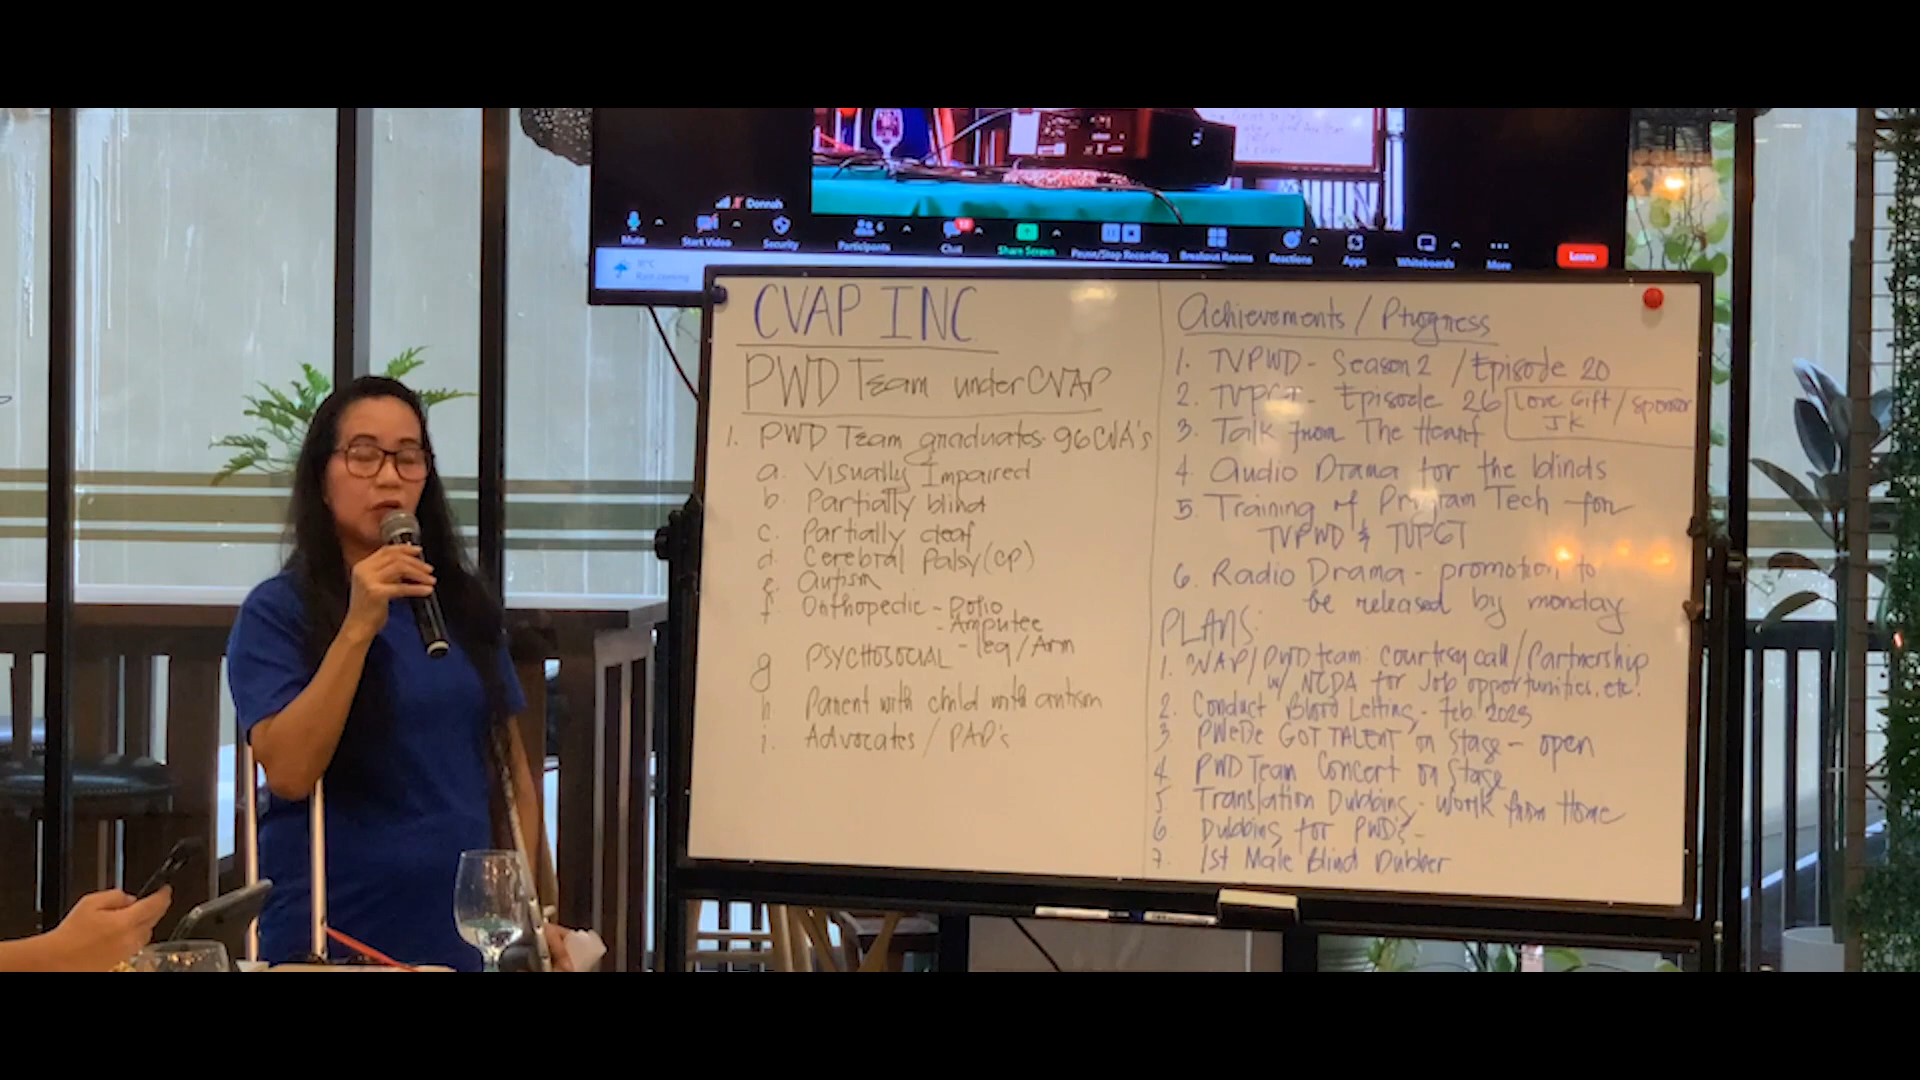 Donnah
Mute
Start Video
Security
Participants
6
Chat
Share Screen
Pause/Stop Recording
Breakout Rooms
Reactions
Apps
Whiteboards
More
Leave
CVAP INC
PWD Team under CVAP
1. PWD Team graduates- 96 CVA's
a. Visually Impaired
b. Partially blind
c. Partially deaf
d. Cerebral Palsy (CP)
e. Autism
f. Orthopedic - Polio
- Amputee
- leg/Arm
g PSYCHOSOCIAL
h Parent with child with autism
i. Advocates / PAD's
Achievements / Progress
1. TVPWD - Season 2 / Episode 20
2. TVPGT - Episode 26
Love Gift / sponsor
JK
3. Talk from The Heart
4 Audio Drama for the blinds
5. Training of Program Tech for
TVPWD & TVPGT
6. Radio Drama - promotion to
be released by monday
PLANS:
1. CVAP/PWD team courtesy call/Partnership
w/ NCDA for Job opportunities, etc.
2. Conduct Blood Letting - Feb. 2023
3. PWeDe GOT TALENT on stage - open
4. PWD Team Concert on Stage
5 Translation Dubbing - Work from Home
6. Dubbing for PWD's -
7. 1st Male Blind Dubber